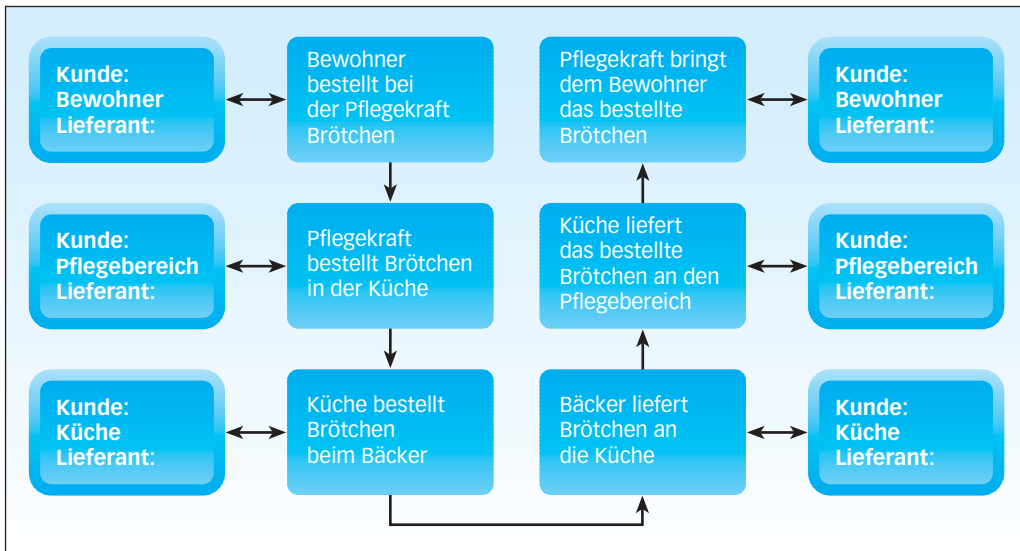 Kunde:
Bewohner
Lieferant:
Bewohner
bestellt bei
der Pflegekraft
Brötchen
Pflegekraft bringt
dem Bewohner
das bestellte
Brötchen
Kunde:
Bewohner
Lieferant:
Kunde:
Pflegebereich
Lieferant:
Pflegekraft
bestellt Brötchen
in der Küche
Küche liefert
das bestellte
Brötchen an den
Pflegebereich
Kunde:
Pflegebereich
Lieferant:
Kunde:
Küche
Lieferant:
Küche bestellt
Brötchen
beim Bäcker
Bäcker liefert
Brötchen an
die Küche
Kunde:
Küche
Lieferant: